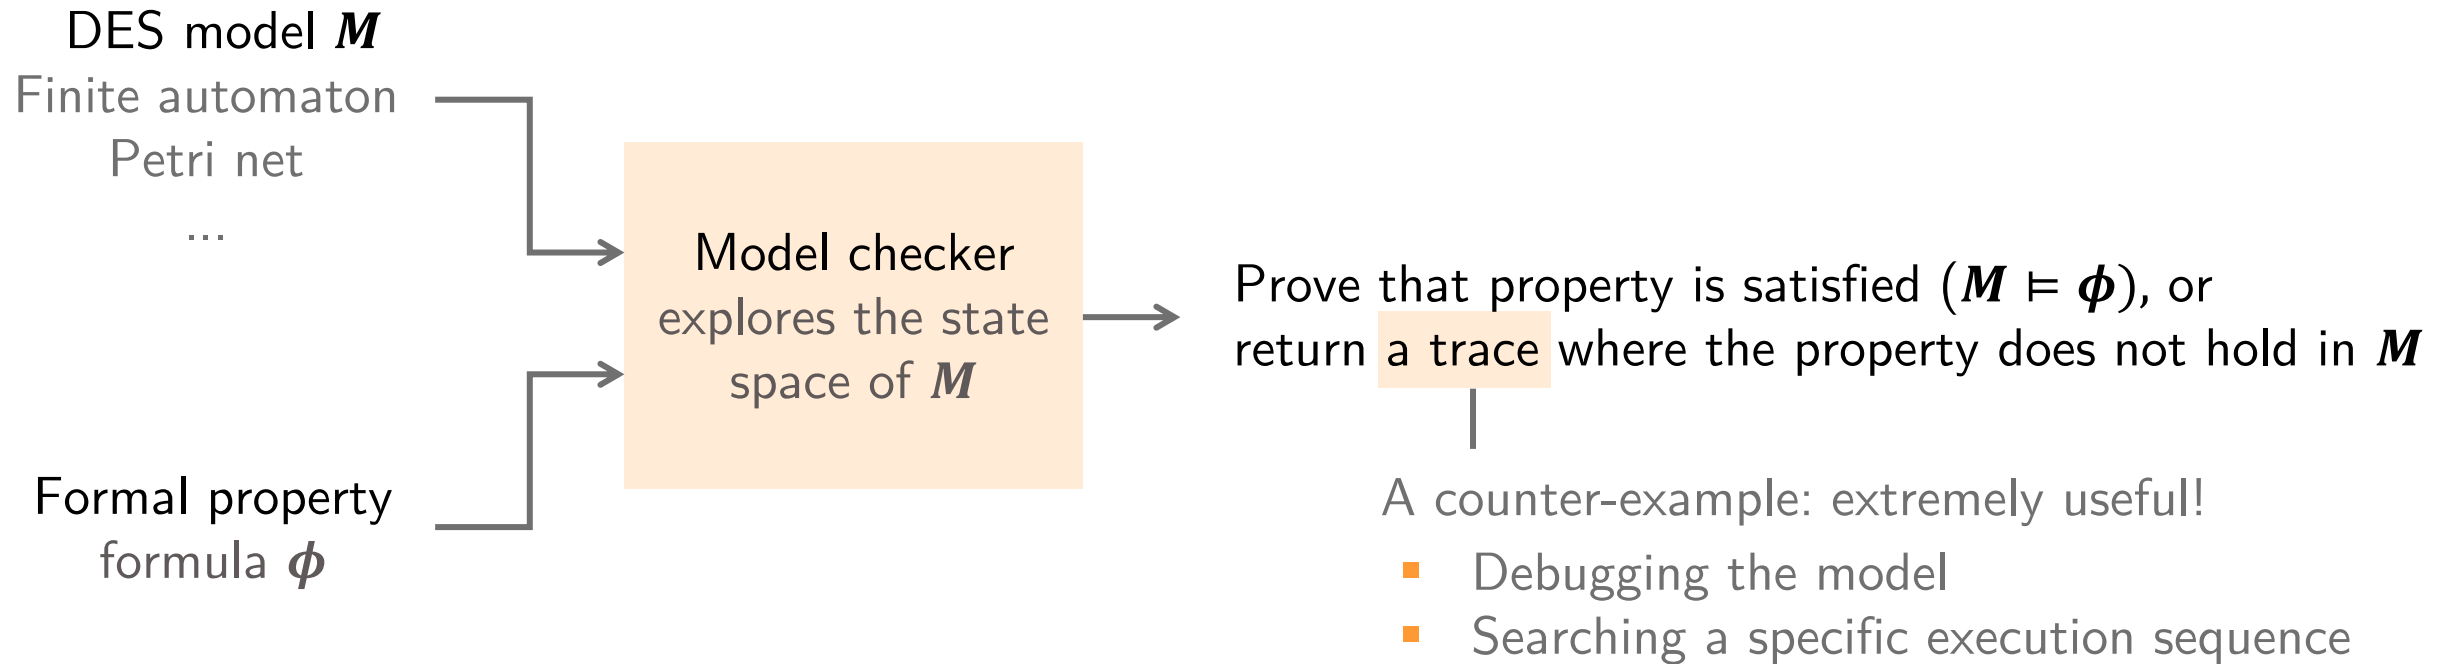 DES model M
Finite automaton
Petri net
...
Formal property
formula ϕ
Model checker
explores the state
space of M
Prove that property is satisfied (M ⊨ ϕ), or
return a trace where the property does not hold in M
A counter-example: extremely useful!
▪ Debugging the model
▪ Searching a specific execution sequence